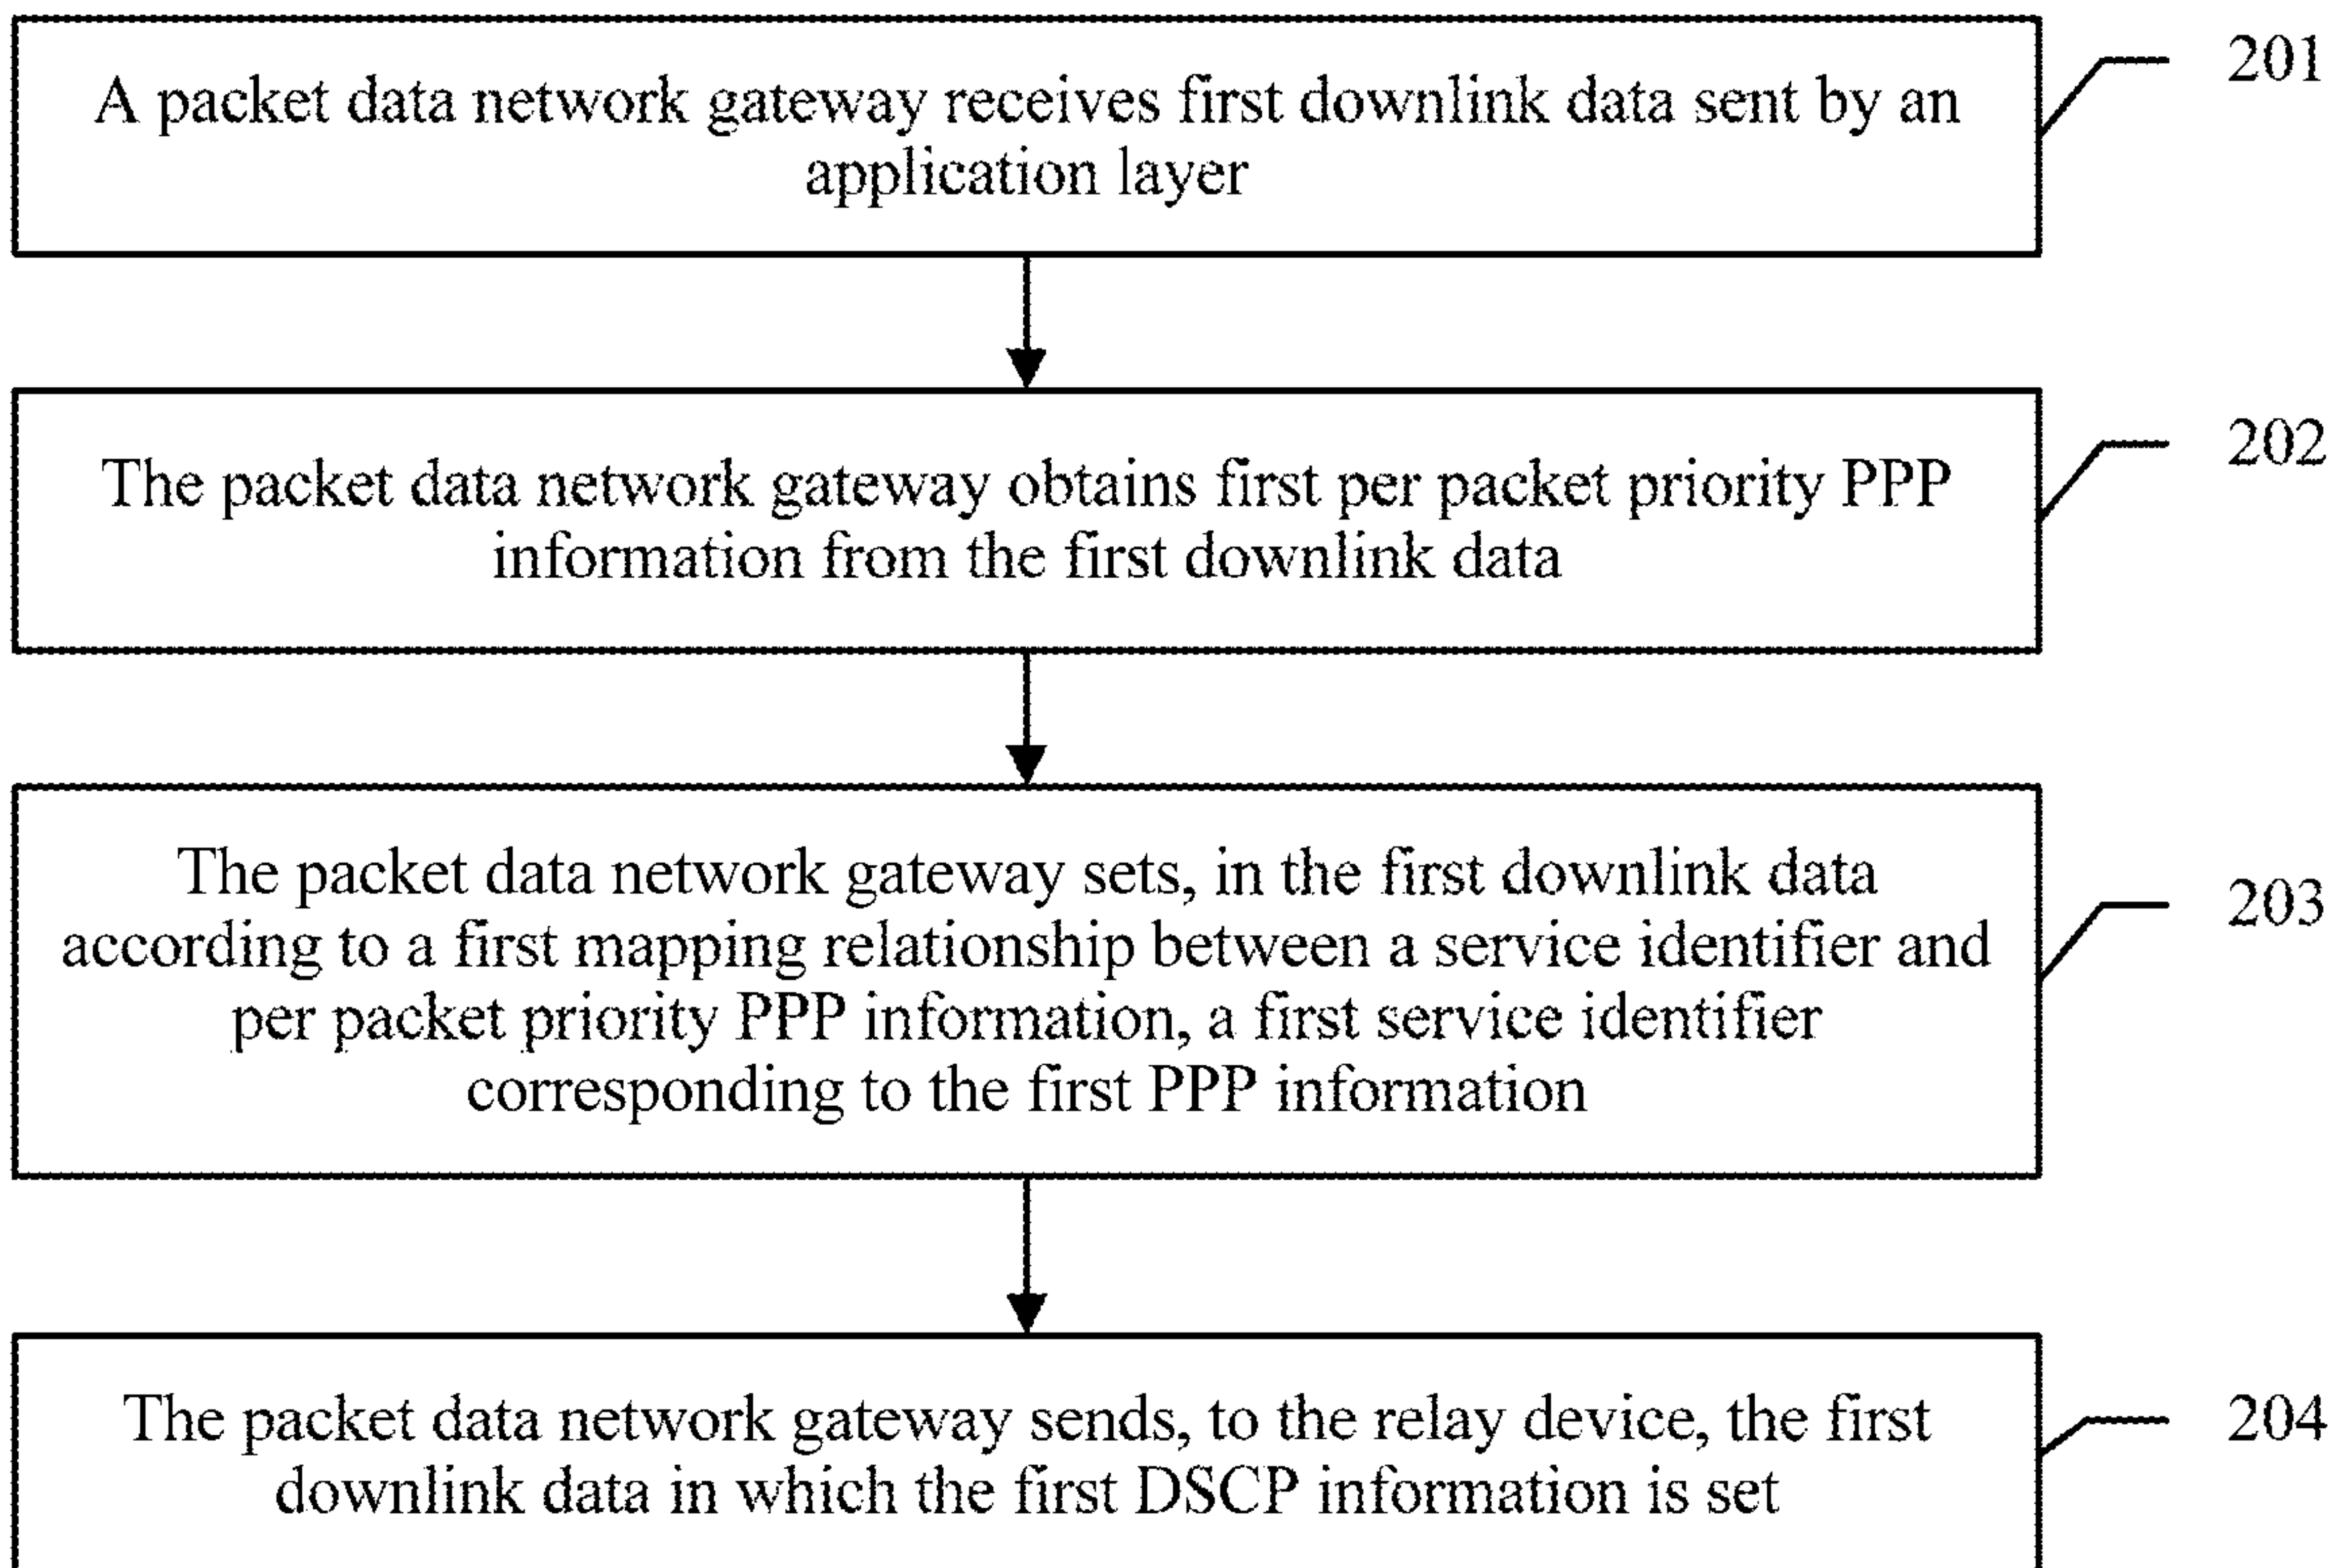 A packet data network gateway receives first downlink data sent by an
application layer
201
The packet data network gateway obtains first per packet priority PPP
information from the first downlink data
202
The packet data network gateway sets, in the first downlink data
according to a first mapping relationship between a service identifier and
per packet priority PPP information, a first service identifier
corresponding to the first PPP information
203
The packet data network gateway sends, to the relay device, the first
downlink data in which the first DSCP information is set
204